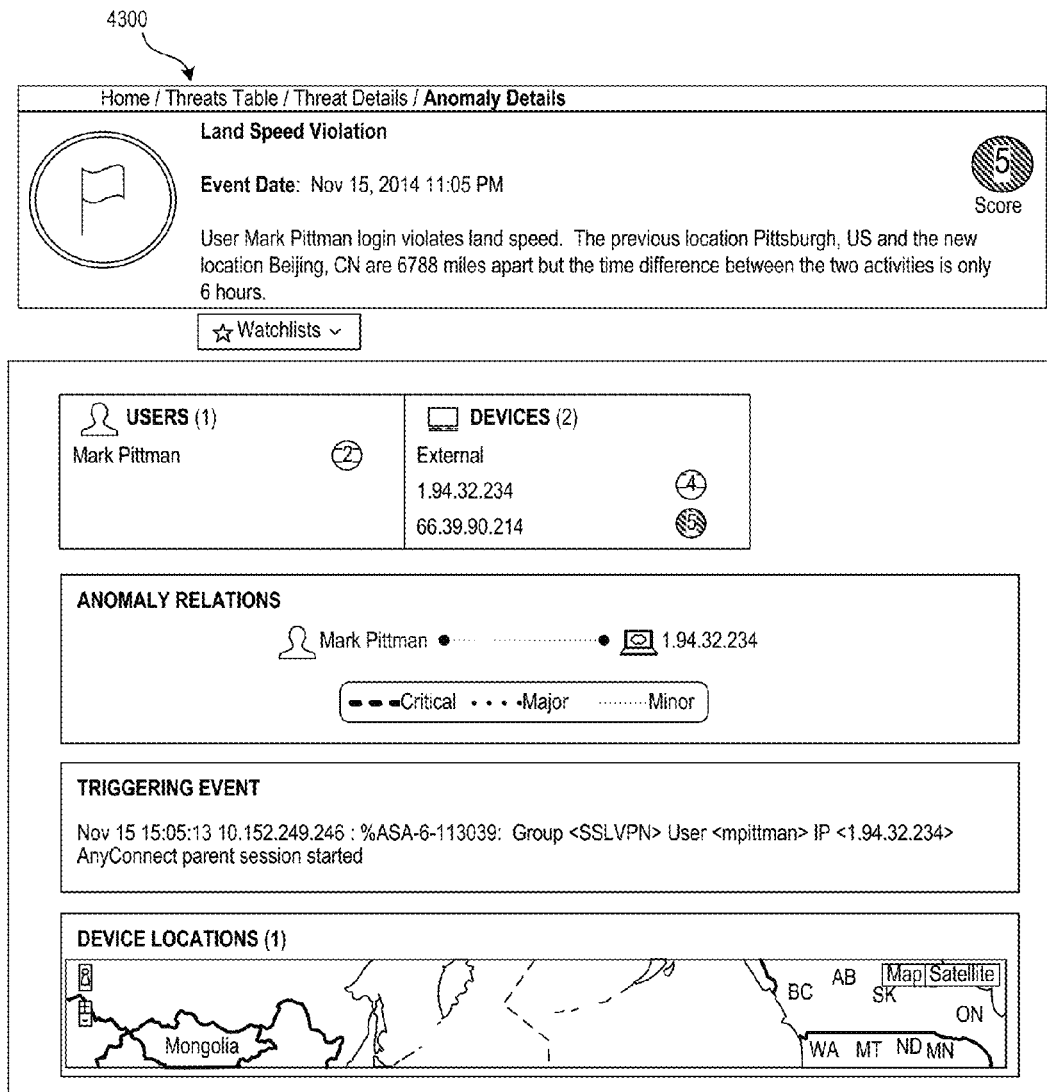 4300
Home / Threats Table / Threat Details / Anomaly Details
Land Speed Violation
Event Date: Nov 15, 2014 11:05 PM
5
Score
User Mark Pittman login violates land speed. The previous location Pittsburgh, US and the new
location Beijing, CN are 6788 miles apart but the time difference between the two activities is only
6 hours.
Watchlists
USERS (1)
Mark Pittman 2
DEVICES (2)
External
1.94.32.234 4
66.39.90.214 5
ANOMALY RELATIONS
Mark Pittman 1.94.32.234
Critical Major Minor
TRIGGERING EVENT
Nov 15 15:05:13 10.152.249.246 : %ASA-6-113039: Group <SSLVPN> User <mpittman> IP <1.94.32.234>
AnyConnect parent session started
DEVICE LOCATIONS (1)
Map Satellite
AB
BC
SK
ON
Mongolia
WA MT ND MN